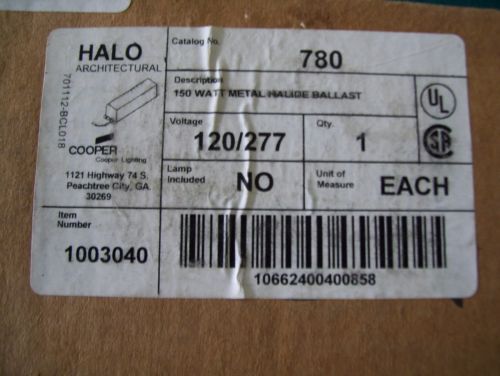 HALO
ARCHITECTURAL
701112-BCL018
COOPER
Cooper Lighting
1121 Highway 74 S.
Peachtree City, GA.
30269
Catalog No.
780
Description
150 WATT METAL HALIDE BALLAST
Voltage
120/277
Qty.
1
UL
SA
Lamp
Included
NO
Unit of
Measure
EACH
Item
Number
1003040
10662400400858